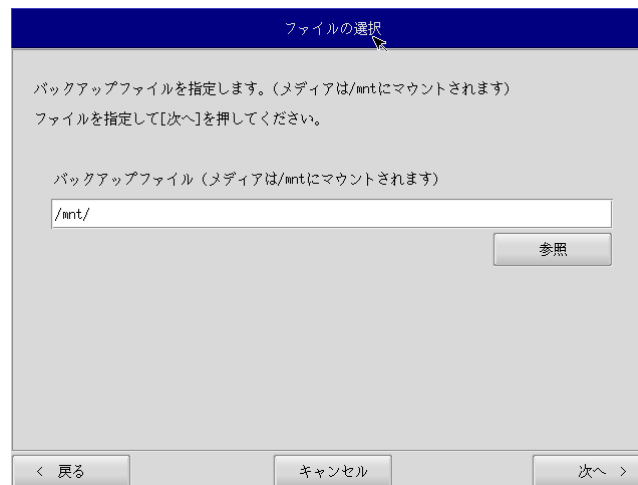 ファイルの選択
バックアップファイルを指定します。(メディアは/mntにマウントされます)
ファイルを指定して[次へ]を押してください。
バックアップファイル（メディアは/mntにマウントされます）
/mnt/
参照
< 戻る
キャンセル
次へ >